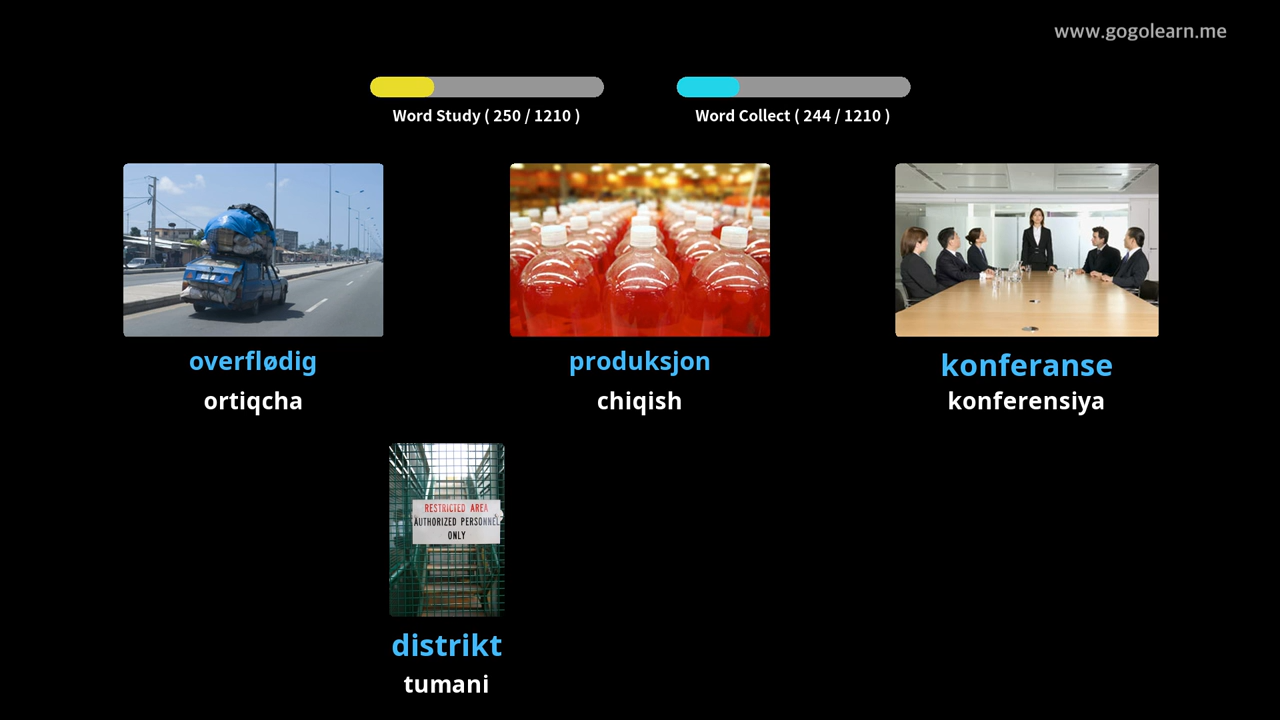 www.gogolearn.me
Word Study ( 250 / 1210 )
Word Collect ( 244 / 1210 )
overflødig
produksjon
konferanse
ortiqcha
chiqish
konferensiya
RESTRICTED AREA
AUTHORIZED PERSONNEL
ONLY
distrikt
tumani